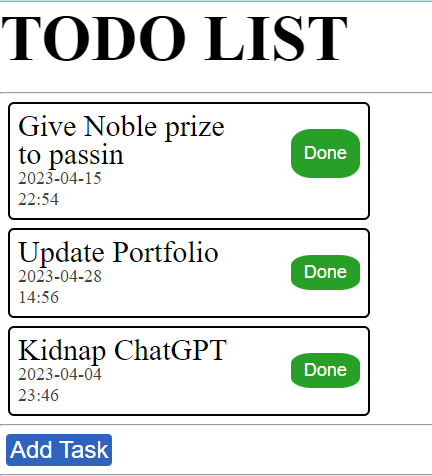 TODO LIST
Give Noble prize
to passin
Done
2023-04-15
22:54
Update Portfolio
Done
2023-04-28
14:56
Kidnap ChatGPT
Done
2023-04-04
23:46
Add Task